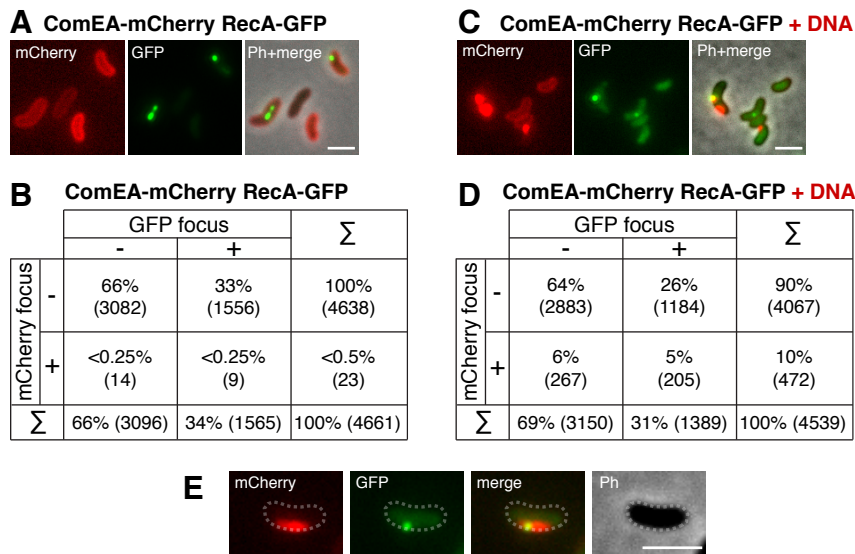 A ComEA-mCherry RecA-GFP
mCherry GFP Ph+merge
B ComEA-mCherry RecA-GFP
GFP focus ∑
- +
mCherry focus
- 66% 33% 100%
(3082) (1556) (4638)
+ <0.25% <0.25% <0.5%
(14) (9) (23)
∑ 66% (3096) 34% (1565) 100% (4661)
C ComEA-mCherry RecA-GFP + DNA
mCherry GFP Ph+merge
D ComEA-mCherry RecA-GFP + DNA
GFP focus ∑
- +
mCherry focus
- 64% 26% 90%
(2883) (1184) (4067)
+ 6% 5% 10%
(267) (205) (472)
∑ 69% (3150) 31% (1389) 100% (4539)
E mCherry GFP merge Ph